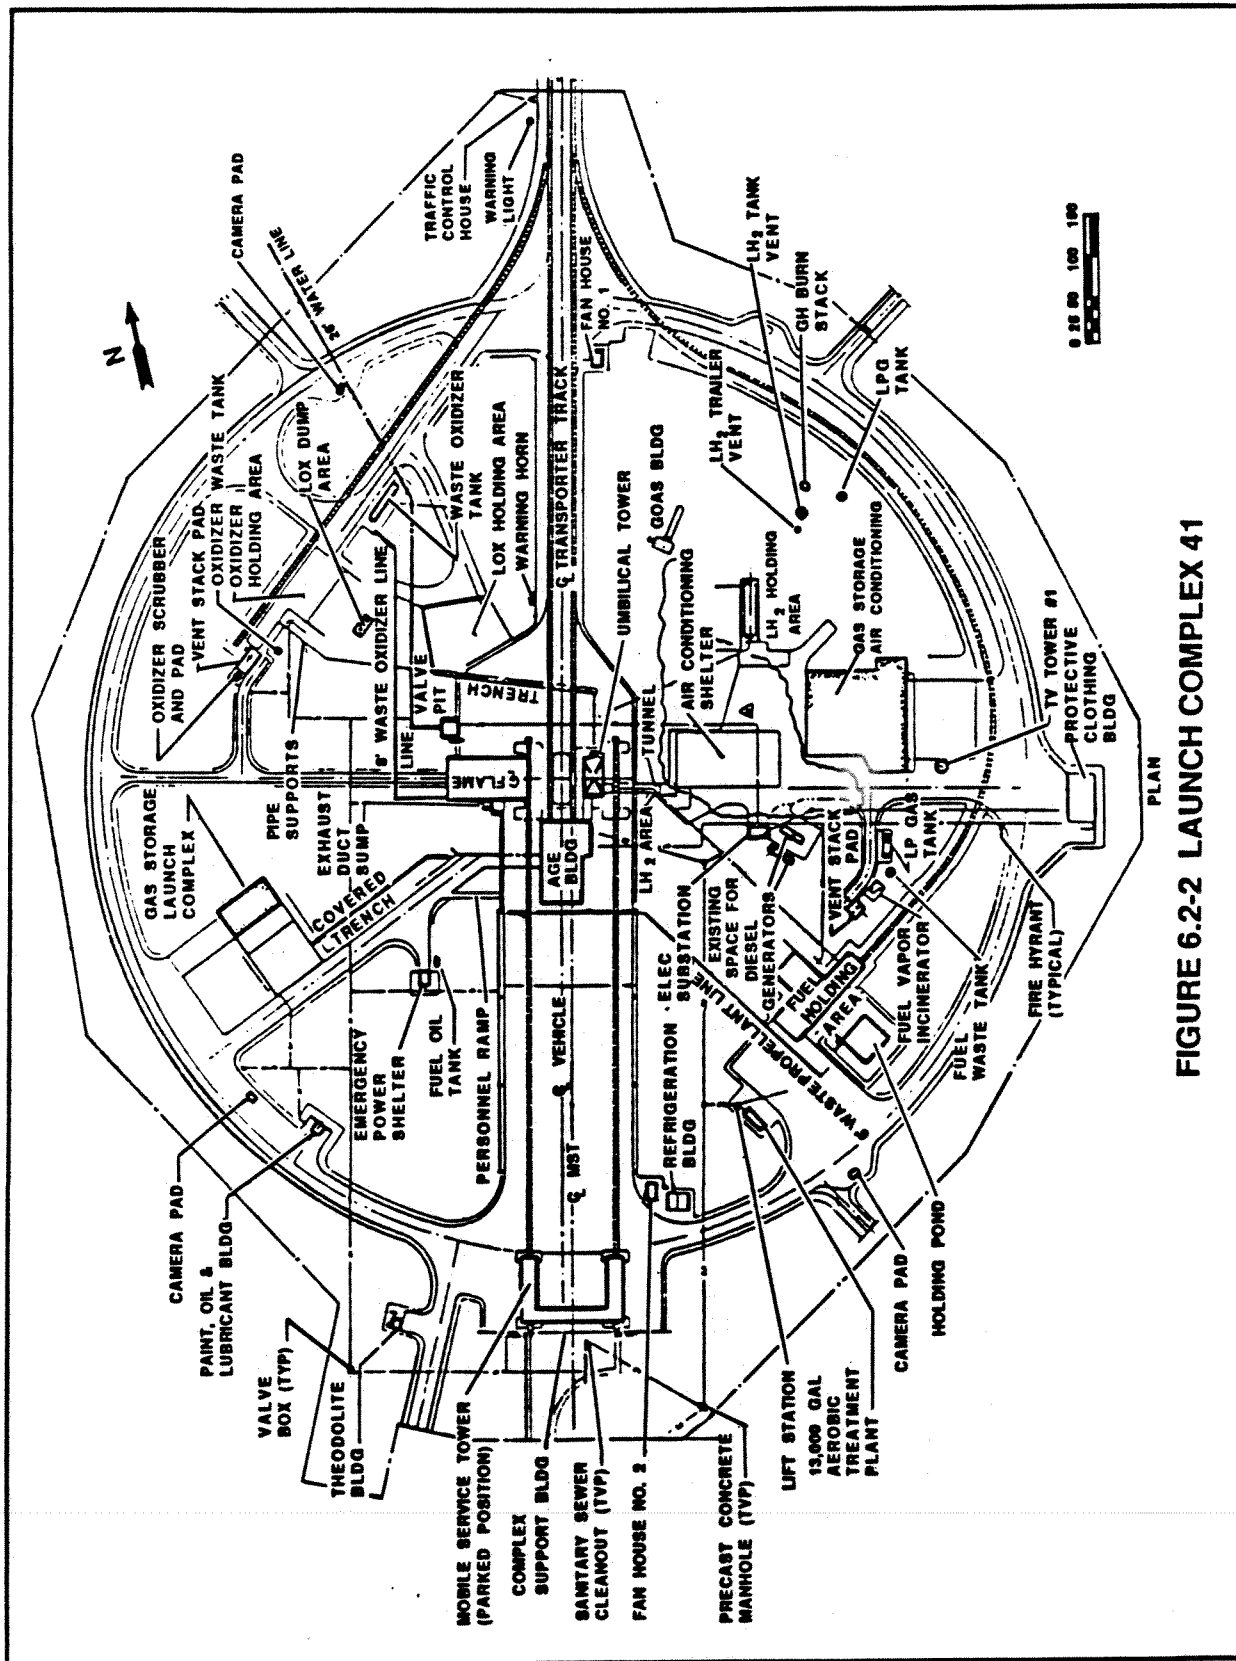 N
CAMERA PAD
26" WATER LINE
TRAFFIC
CONTROL
HOUSE
WARNING
LIGHT
OXIDIZER SCRUBBER
AND PAD
VENT STACK PAD
OXIDIZER WASTE TANK
OXIDIZER
HOLDING AREA
LOX DUMP
AREA
GAS STORAGE
LAUNCH
COMPLEX
PIPE
SUPPORTS
EXHAUST
DUCT
SUMP
8" WASTE OXIDIZER LINE
LINE
VALVE
PIT
WASTE OXIDIZER
TANK
LOX HOLDING AREA
WARNING HORN
TRENCH
FLAME
COVERED
TRENCH
CAMERA PAD
PAINT, OIL &
LUBRICANT BLDG
VALVE
BOX (TYP)
THEODOLITE
BLDG
EMERGENCY
POWER
SHELTER
FUEL OIL
TANK
PERSONNEL RAMP
AGE
BLDG
℄ TRANSPORTER TRACK
FAN HOUSE
NO. 1
℄ VEHICLE
℄ MST
MOBILE SERVICE TOWER
(PARKED POSITION)
COMPLEX
SUPPORT BLDG
SANITARY SEWER
CLEANOUT (TYP)
FAN HOUSE NO. 2
PRECAST CONCRETE
MANHOLE (TYP)
UMBILICAL TOWER
GOAS BLDG
LH2 AREA TUNNEL
AIR CONDITIONING
SHELTER
LH2 TRAILER
VENT
LH2 TANK
VENT
GH BURN
STACK
LPG
TANK
LH2 HOLDING
AREA
GAS STORAGE
AIR CONDITIONING
TV TOWER #1
PROTECTIVE
CLOTHING
BLDG
REFRIGERATION
BLDG
ELEC
SUBSTATION
EXISTING
SPACE FOR
DIESEL
GENERATORS
VENT STACK
PAD
LP GAS
TANK
FUEL
HOLDING
AREA
6" WASTE PROPELLANT LINE
FUEL VAPOR
INCINERATOR
FUEL
WASTE TANK
FIRE HYRANT
(TYPICAL)
LIFT STATION
13,000 GAL
AEROBIC
TREATMENT
PLANT
CAMERA PAD
HOLDING POND
0 25 50 100 150
PLAN
FIGURE 6.2-2 LAUNCH COMPLEX 41